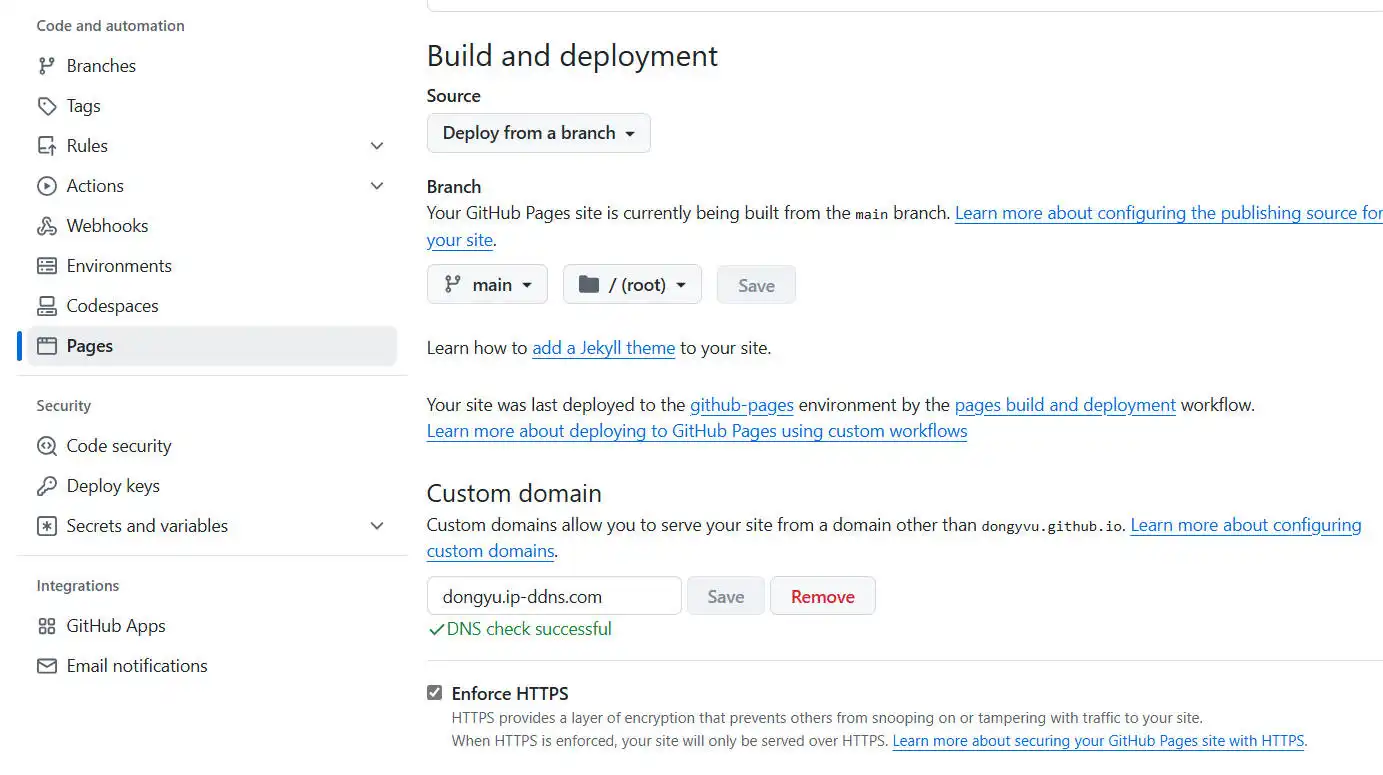 Code and automation
Branches
Tags
Rules
Actions
Webhooks
Environments
Codespaces
Pages
Security
Code security
Deploy keys
Secrets and variables
Integrations
GitHub Apps
Email notifications
Build and deployment
Source
Deploy from a branch
Branch
Your GitHub Pages site is currently being built from the main branch. Learn more about configuring the publishing source for
your site.
main / (root) Save
Learn how to add a Jekyll theme to your site.
Your site was last deployed to the github-pages environment by the pages build and deployment workflow.
Learn more about deploying to GitHub Pages using custom workflows
Custom domain
Custom domains allow you to serve your site from a domain other than dongyvu.github.io. Learn more about configuring
custom domains.
dongyu.ip-ddns.com Save Remove
DNS check successful
Enforce HTTPS
HTTPS provides a layer of encryption that prevents others from snooping on or tampering with traffic to your site.
When HTTPS is enforced, your site will only be served over HTTPS. Learn more about securing your GitHub Pages site with HTTPS.